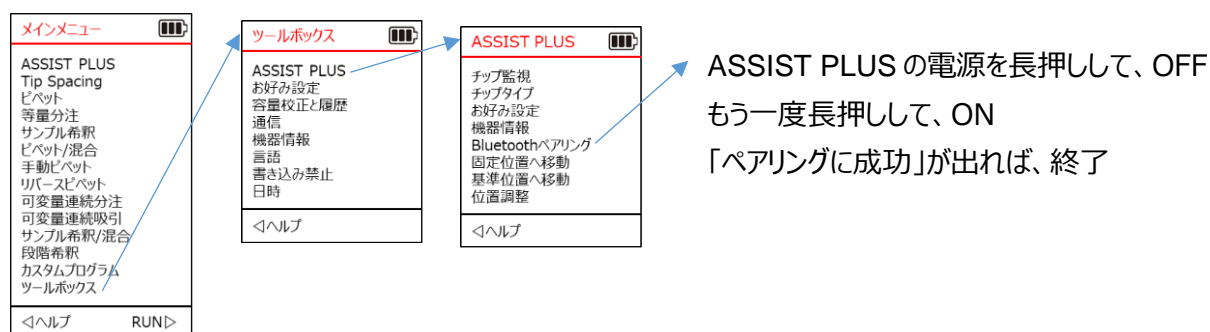 メインメニュー
ASSIST PLUS
Tip Spacing
ピペット
等量分注
サンプル希釈
ピペット/混合
手動ピペット
リバースピペット
可変量連続分注
可変量連続吸引
サンプル希釈/混合
段階希釈
カスタムプログラム
ツールボックス
◁ヘルプ RUN▷
ツールボックス
ASSIST PLUS
お好み設定
容量校正と履歴
通信
機器情報
言語
書き込み禁止
日時
◁ヘルプ
ASSIST PLUS
チップ監視
チップタイプ
お好み設定
機器情報
Bluetoothペアリング
固定位置へ移動
基準位置へ移動
位置調整
◁ヘルプ
ASSIST PLUS の電源を長押しして、OFF
もう一度長押しして、ON
「ペアリングに成功」が出れば、終了